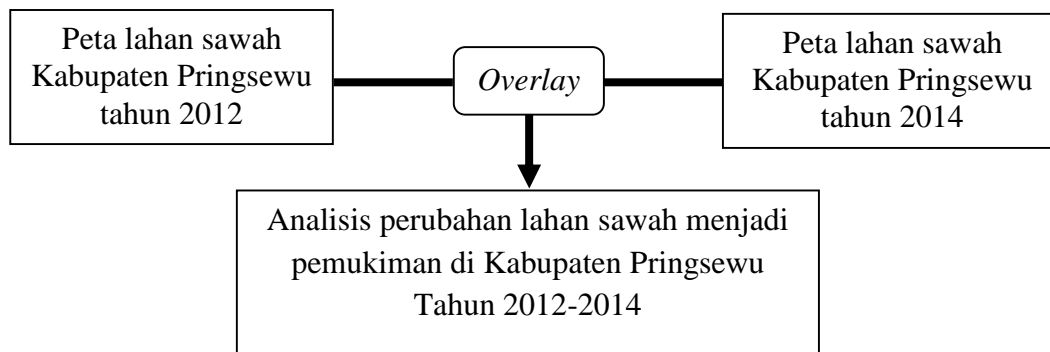 Peta lahan sawah
Kabupaten Pringsewu
tahun 2012
Overlay
Peta lahan sawah
Kabupaten Pringsewu
tahun 2014
Analisis perubahan lahan sawah menjadi
pemukiman di Kabupaten Pringsewu
Tahun 2012-2014